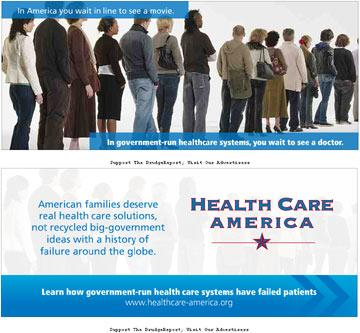 In America you wait in line to see a movie.
In government-run healthcare systems, you wait to see a doctor.
Support The DrudgeReport; Visit Our Advertisers
American families deserve
real health care solutions,
not recycled big-government
ideas with a history of
failure around the globe.
HEALTH CARE
AMERICA
Learn how government-run health care systems have failed patients
www.healthcare-america.org
Support The DrudgeReport; Visit Our Advertisers